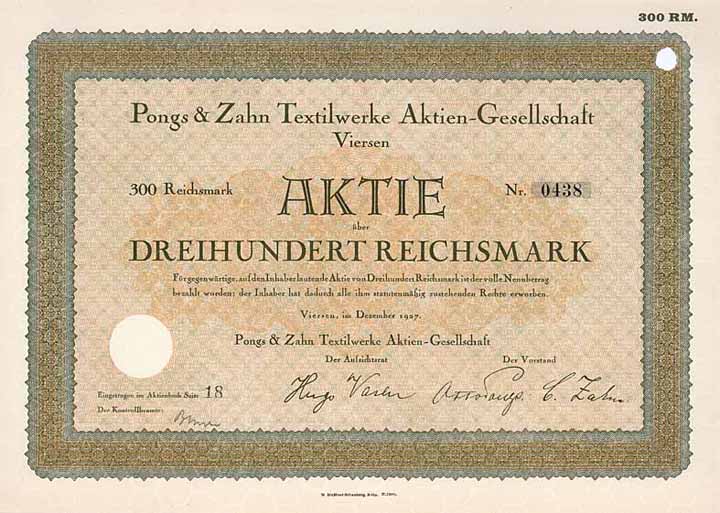 300 RM.
Pongs & Zahn Textilwerke Aktien-Gesellschaft
Viersen
300 Reichsmark AKTIE Nr. 0438
über
DREIHUNDERT REICHSMARK
Für gegenwärtige, auf den Inhaber lautende Aktie von Dreihundert Reichsmark ist der volle Nennbetrag
bezahlt worden; der Inhaber hat dadurch alle ihm statutenmäßig zustehenden Rechte erworben.
Viersen, im Dezember 1927.
Pongs & Zahn Textilwerke Aktien-Gesellschaft
Der Aufsichtsrat Der Vorstand
Eingetragen im Aktienbuch Seite 18
Hugo C. Zahn
Der Kontrollbeamte: